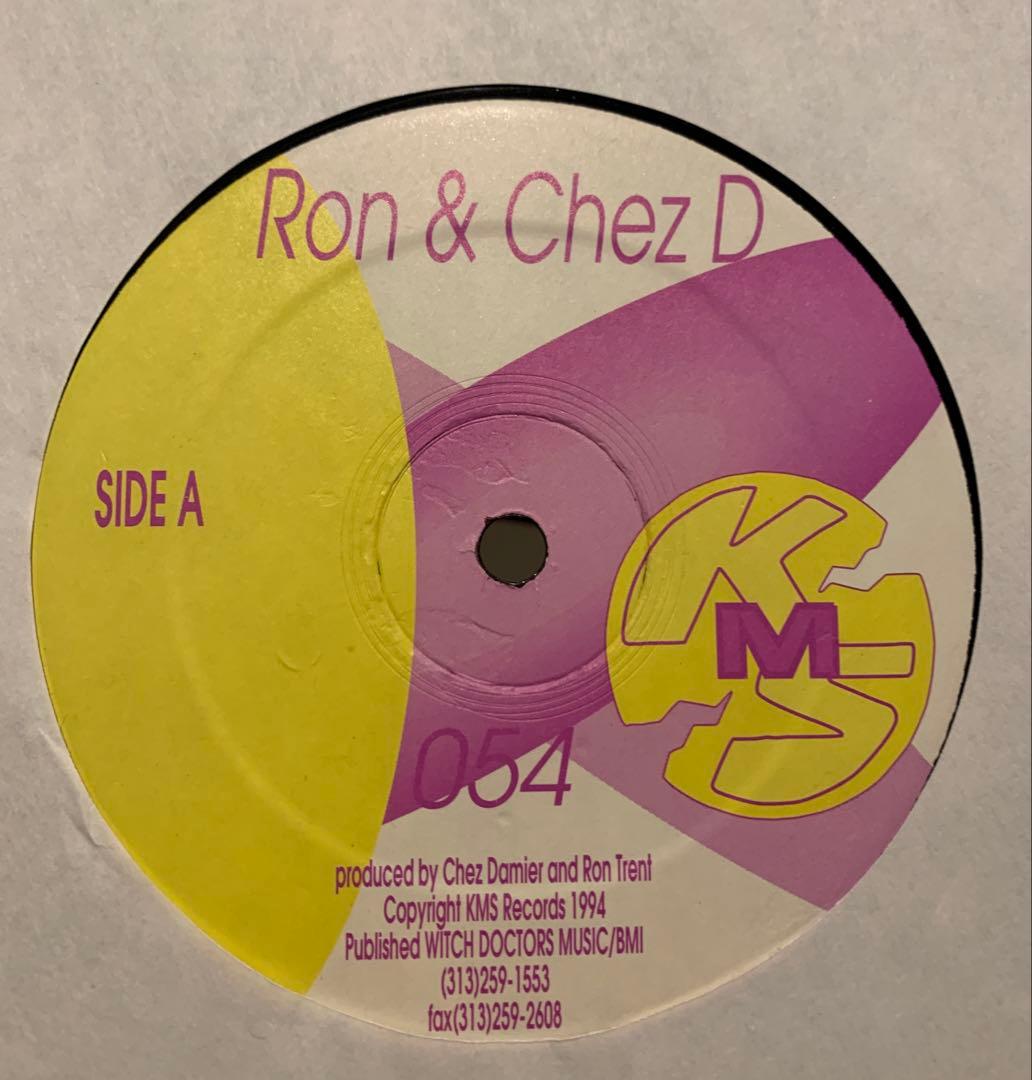 Ron & Chez D
SIDE A
KMS
054
produced by Chez Damier and Ron Trent
Copyright KMS Records 1994
Published WITCH DOCTORS MUSIC/BMI
(313)259-1553
fax(313)259-2608